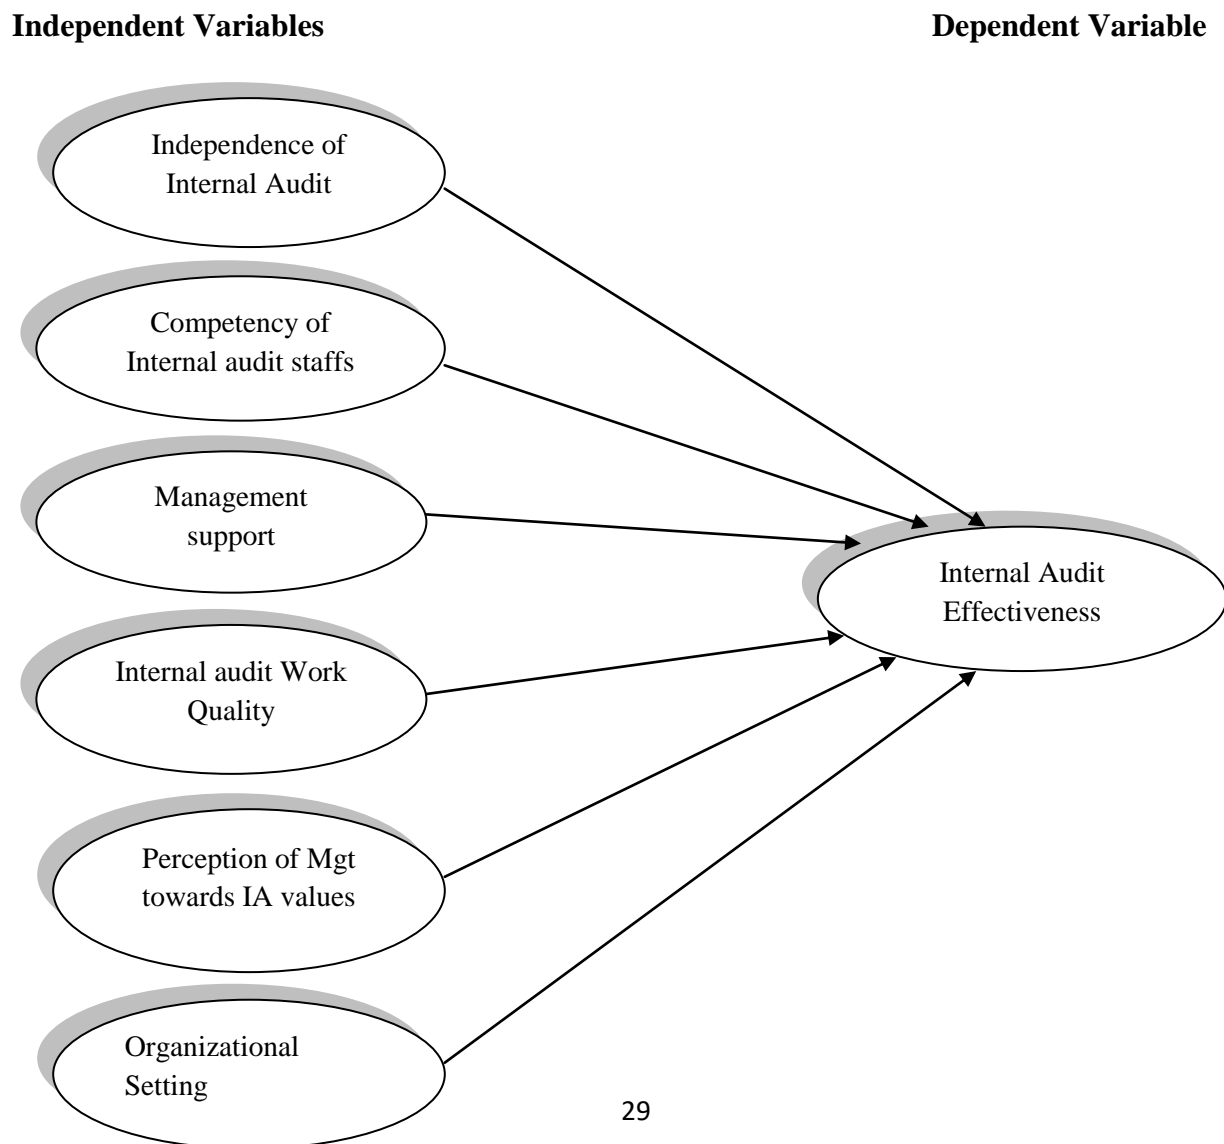 Independent Variables
Dependent Variable
Independence of
Internal Audit
Competency of
Internal audit staffs
Management
support
Internal Audit
Effectiveness
Internal audit Work
Quality
Perception of Mgt
towards IA values
Organizational
Setting
29